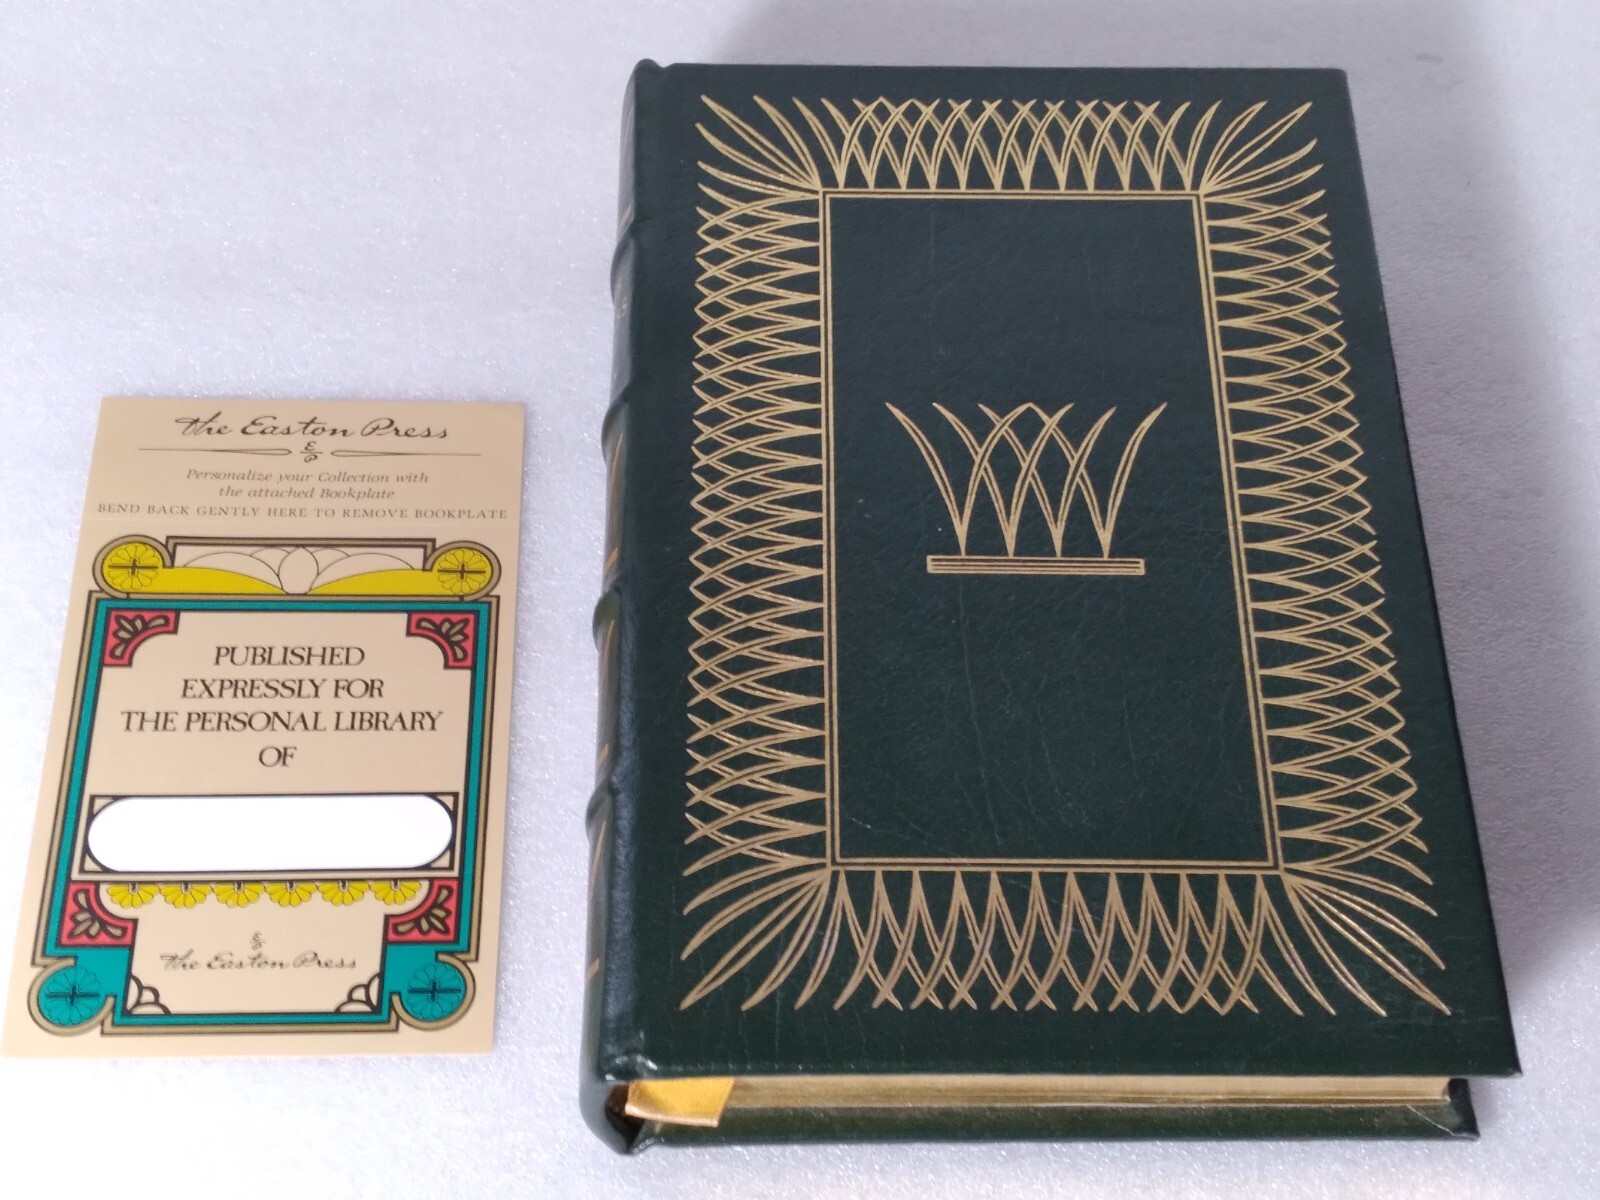 the Easton Press
EP
Personalize your Collection with
the attached Bookplate
BEND BACK GENTLY HERE TO REMOVE BOOKPLATE
PUBLISHED
EXPRESSLY FOR
THE PERSONAL LIBRARY
OF
the Easton Press